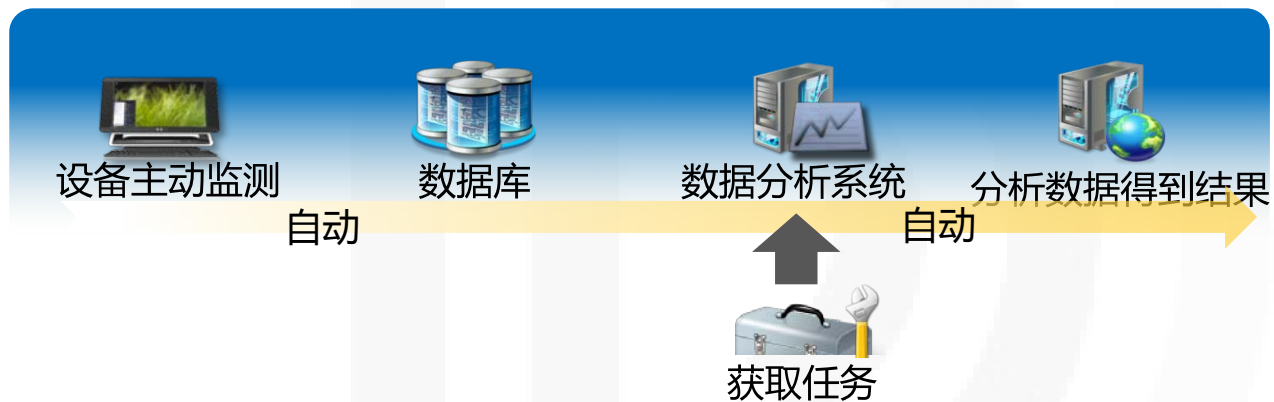 设备主动监测
数据库
数据分析系统
分析数据得到结果
自动
自动
获取任务